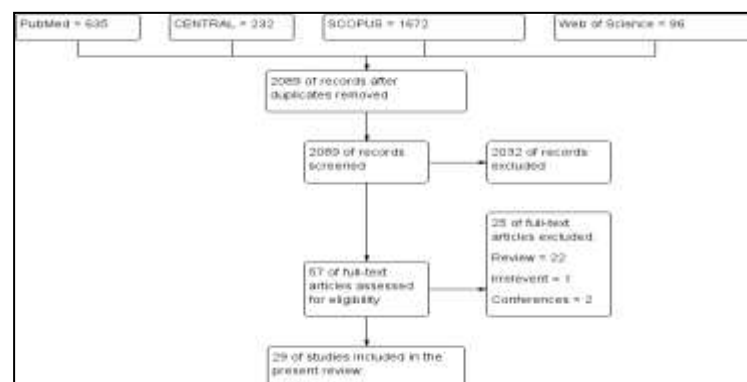 PubMed = 635
CENTRAL = 232
SCOPUS = 1672
Web of Science = 96
2089 of records after
duplicates removed
2089 of records
screened
2032 of records
excluded
57 of full-text
articles assessed
for eligibility
25 of full-text
articles excluded
Review = 22
Irrelevent = 1
Conferences = 2
29 of studies included in the
present review